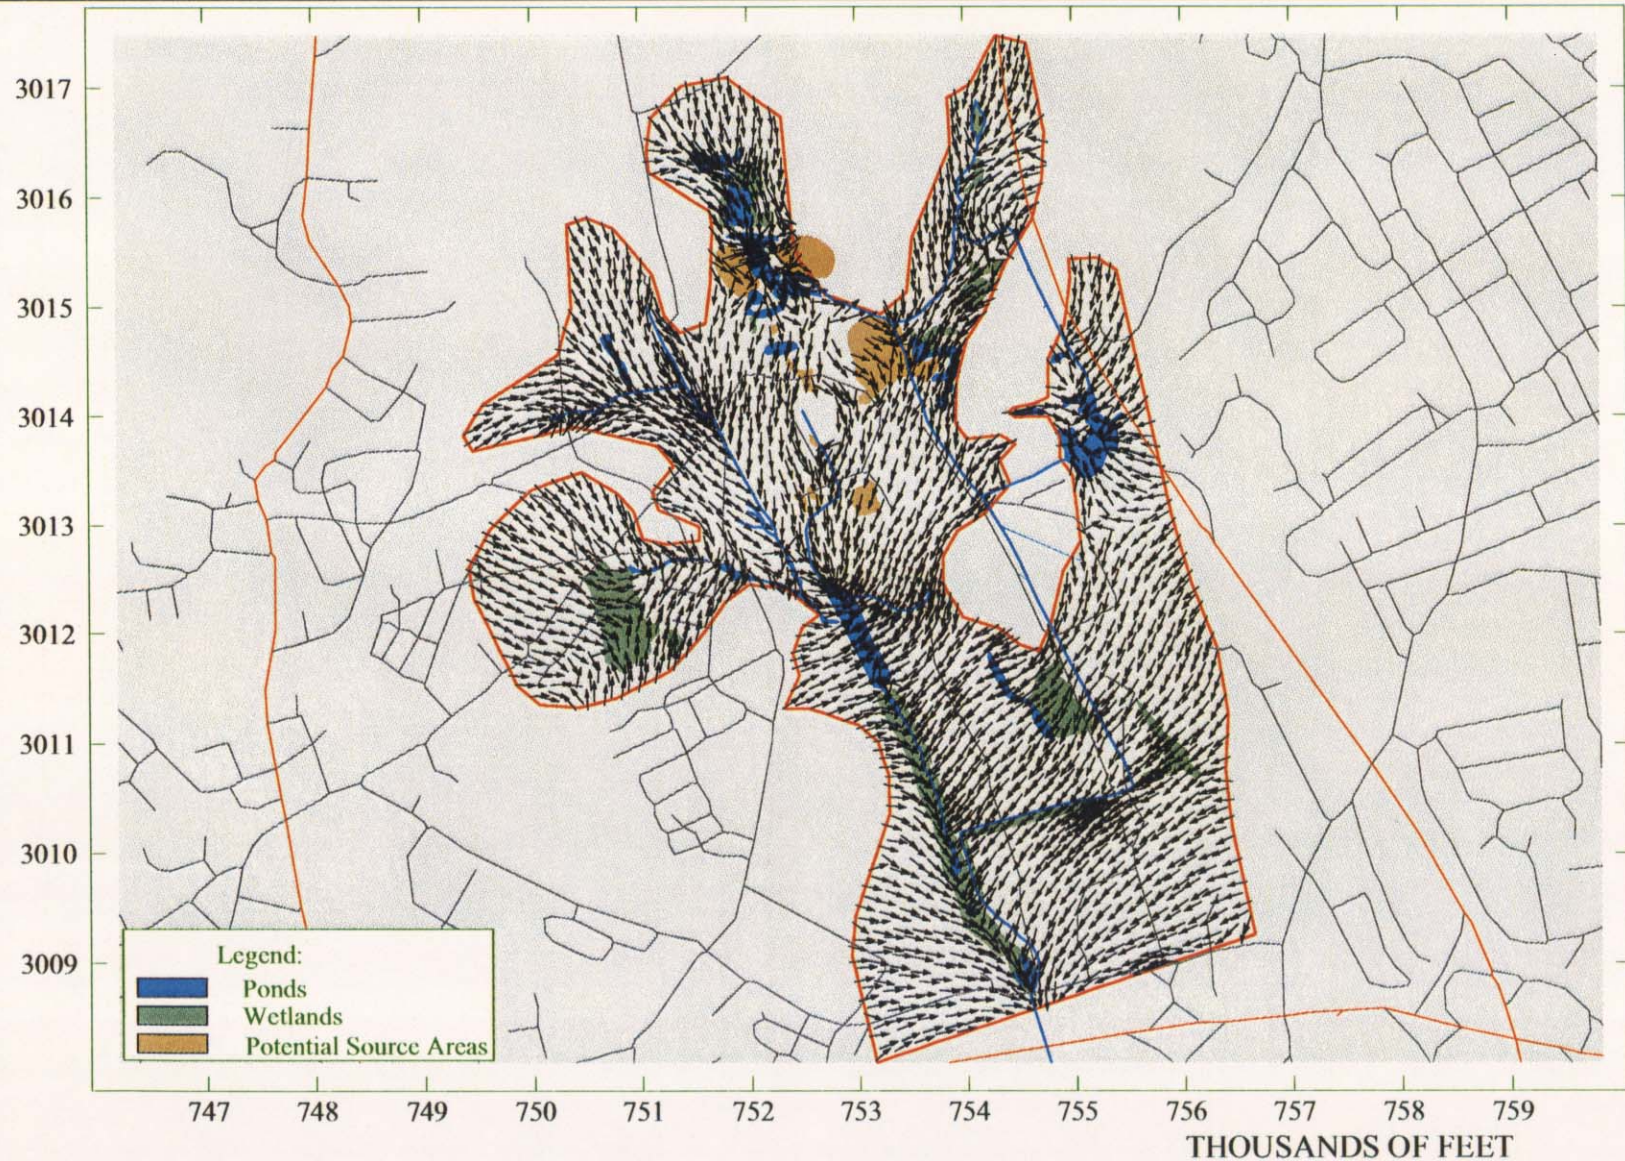 3017
3016
3015
3014
3013
3012
3011
3010
3009
Legend:
Ponds
Wetlands
Potential Source Areas
747 748 749 750 751 752 753 754 755 756 757 758 759
THOUSANDS OF FEET